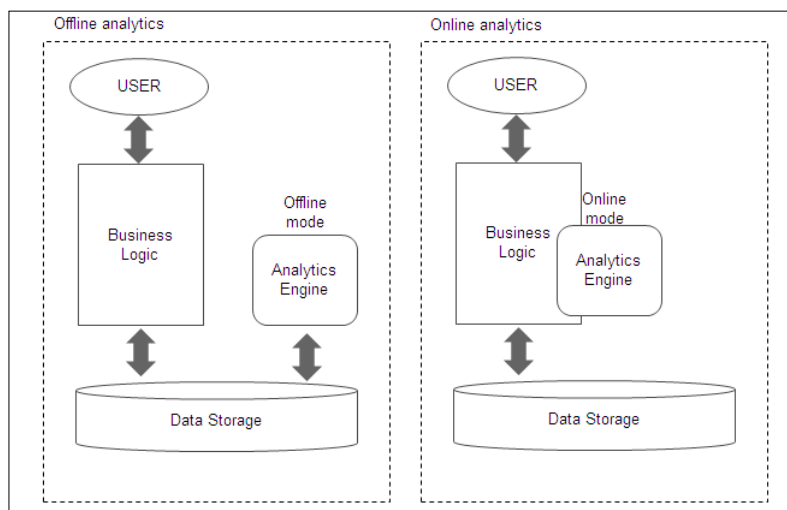 Offline analytics
USER
Business
Logic
Offline
mode
Analytics
Engine
Data Storage
Online analytics
USER
Business
Logic
Online
mode
Analytics
Engine
Data Storage